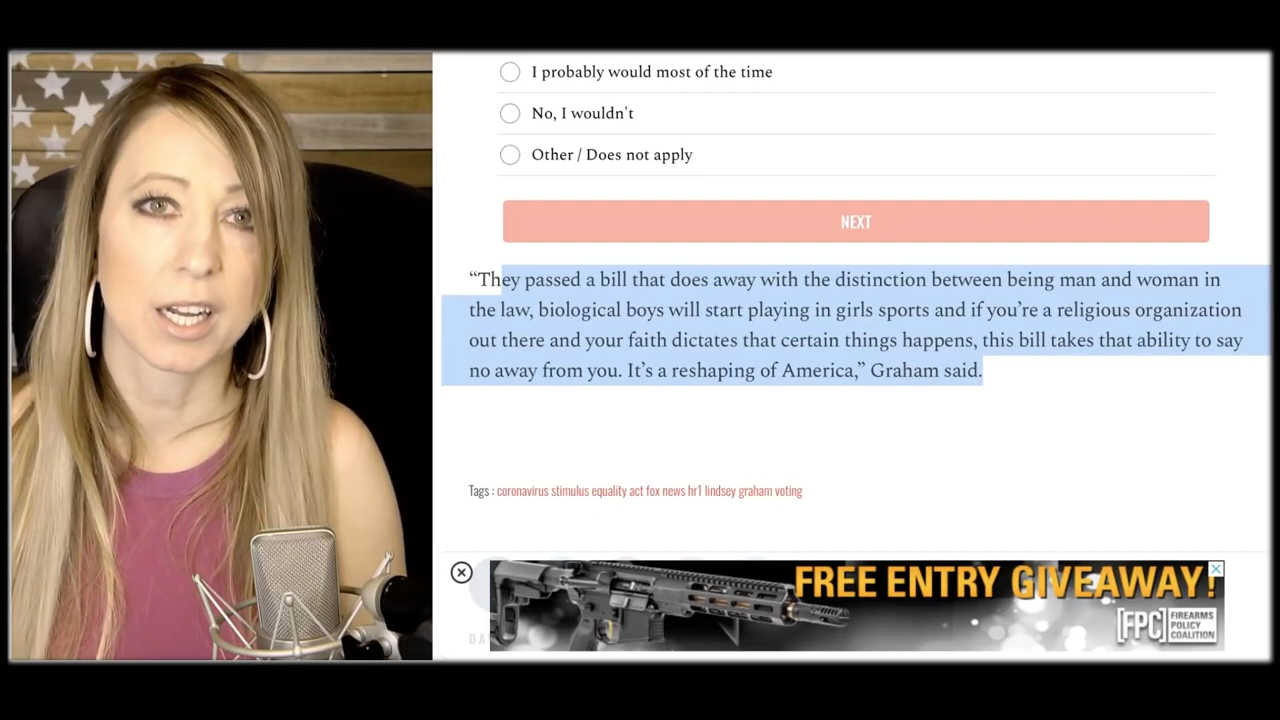 I probably would most of the time
No, I wouldn't
Other / Does not apply
NEXT
“They passed a bill that does away with the distinction between being man and woman in
the law, biological boys will start playing in girls sports and if you’re a religious organization
out there and your faith dictates that certain things happens, this bill takes that ability to say
no away from you. It’s a reshaping of America,” Graham said.
Tags : coronavirus stimulus equality act fox news hr1 lindsey graham voting
FREE ENTRY GIVEAWAY!
[FPC] FIREARMS
POLICY
COALITION